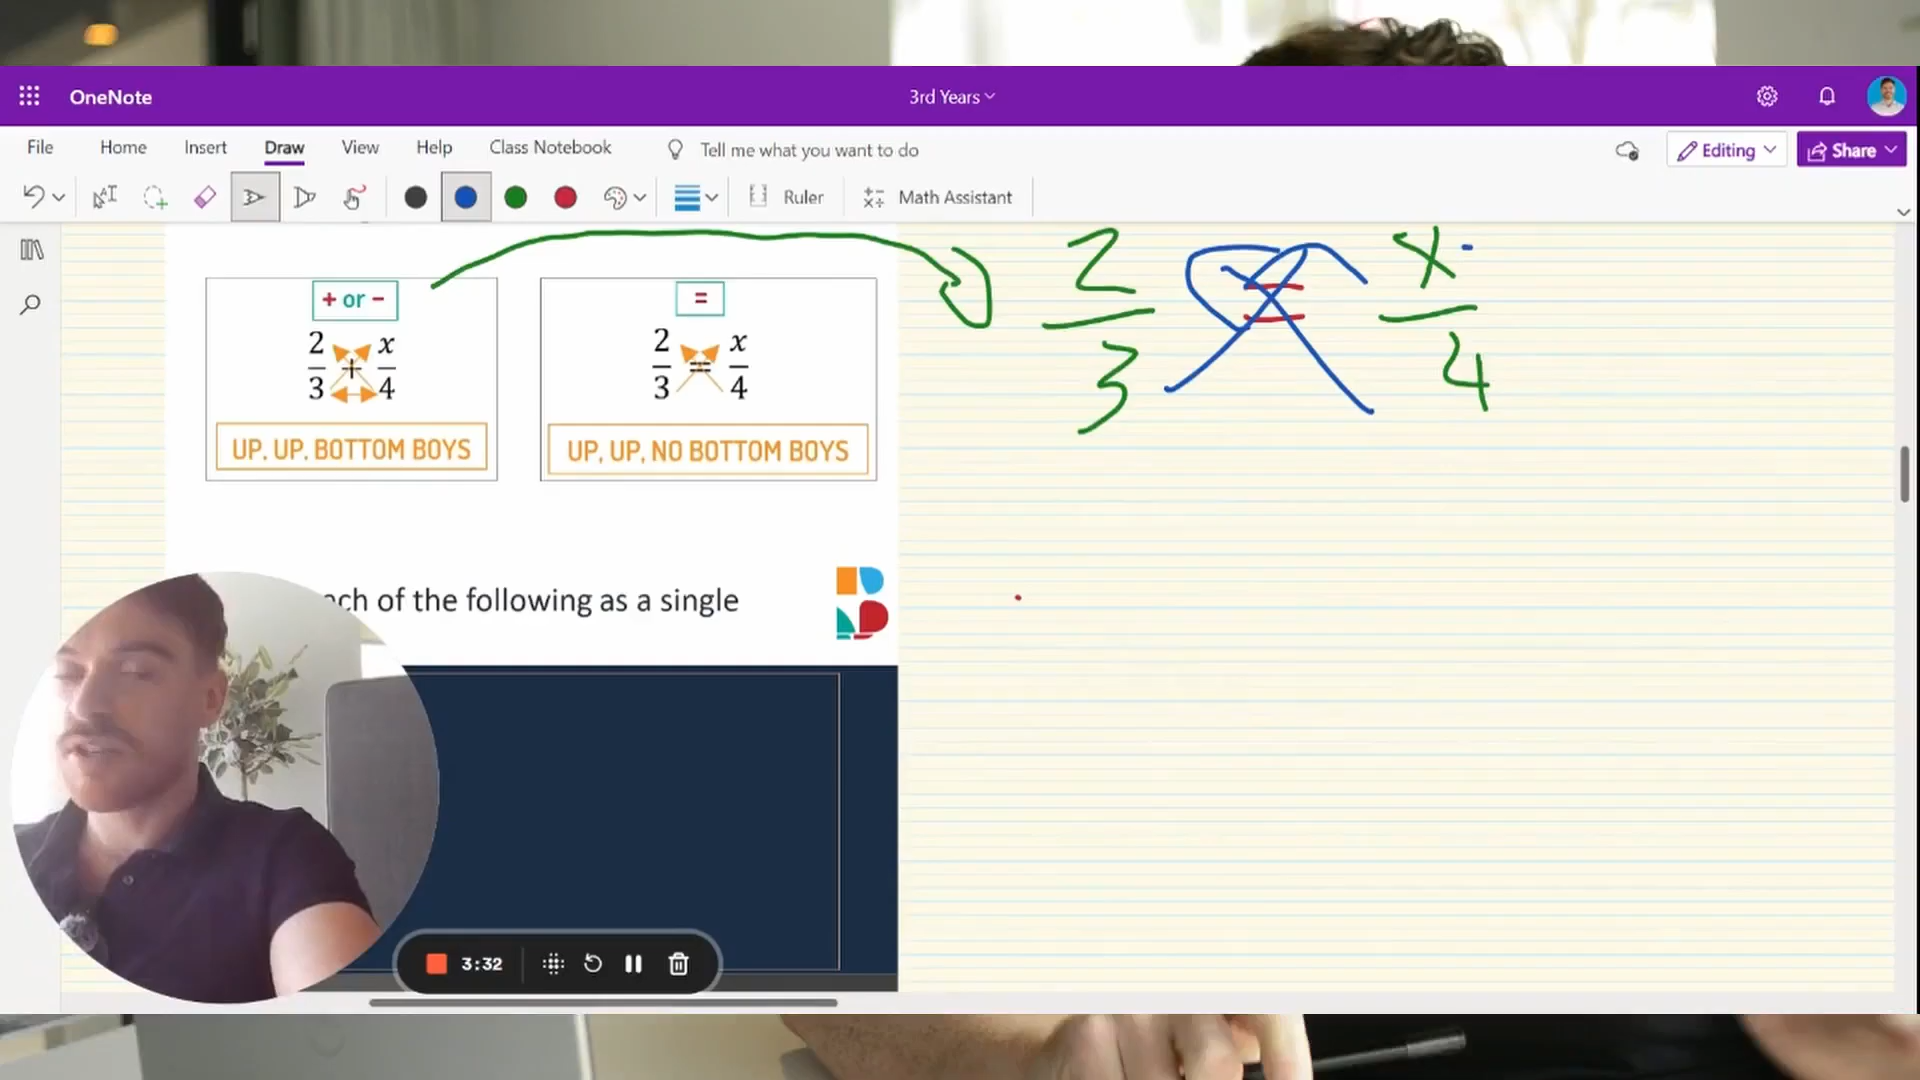 OneNote
3rd Years
File Home Insert Draw View Help Class Notebook Tell me what you want to do
Editing Share
Ruler Math Assistant
+ or −
2/3 + x/4
UP. UP. BOTTOM BOYS
=
2/3 = x/4
UP, UP, NO BOTTOM BOYS
2/3 = x/4
ch of the following as a single
3:32